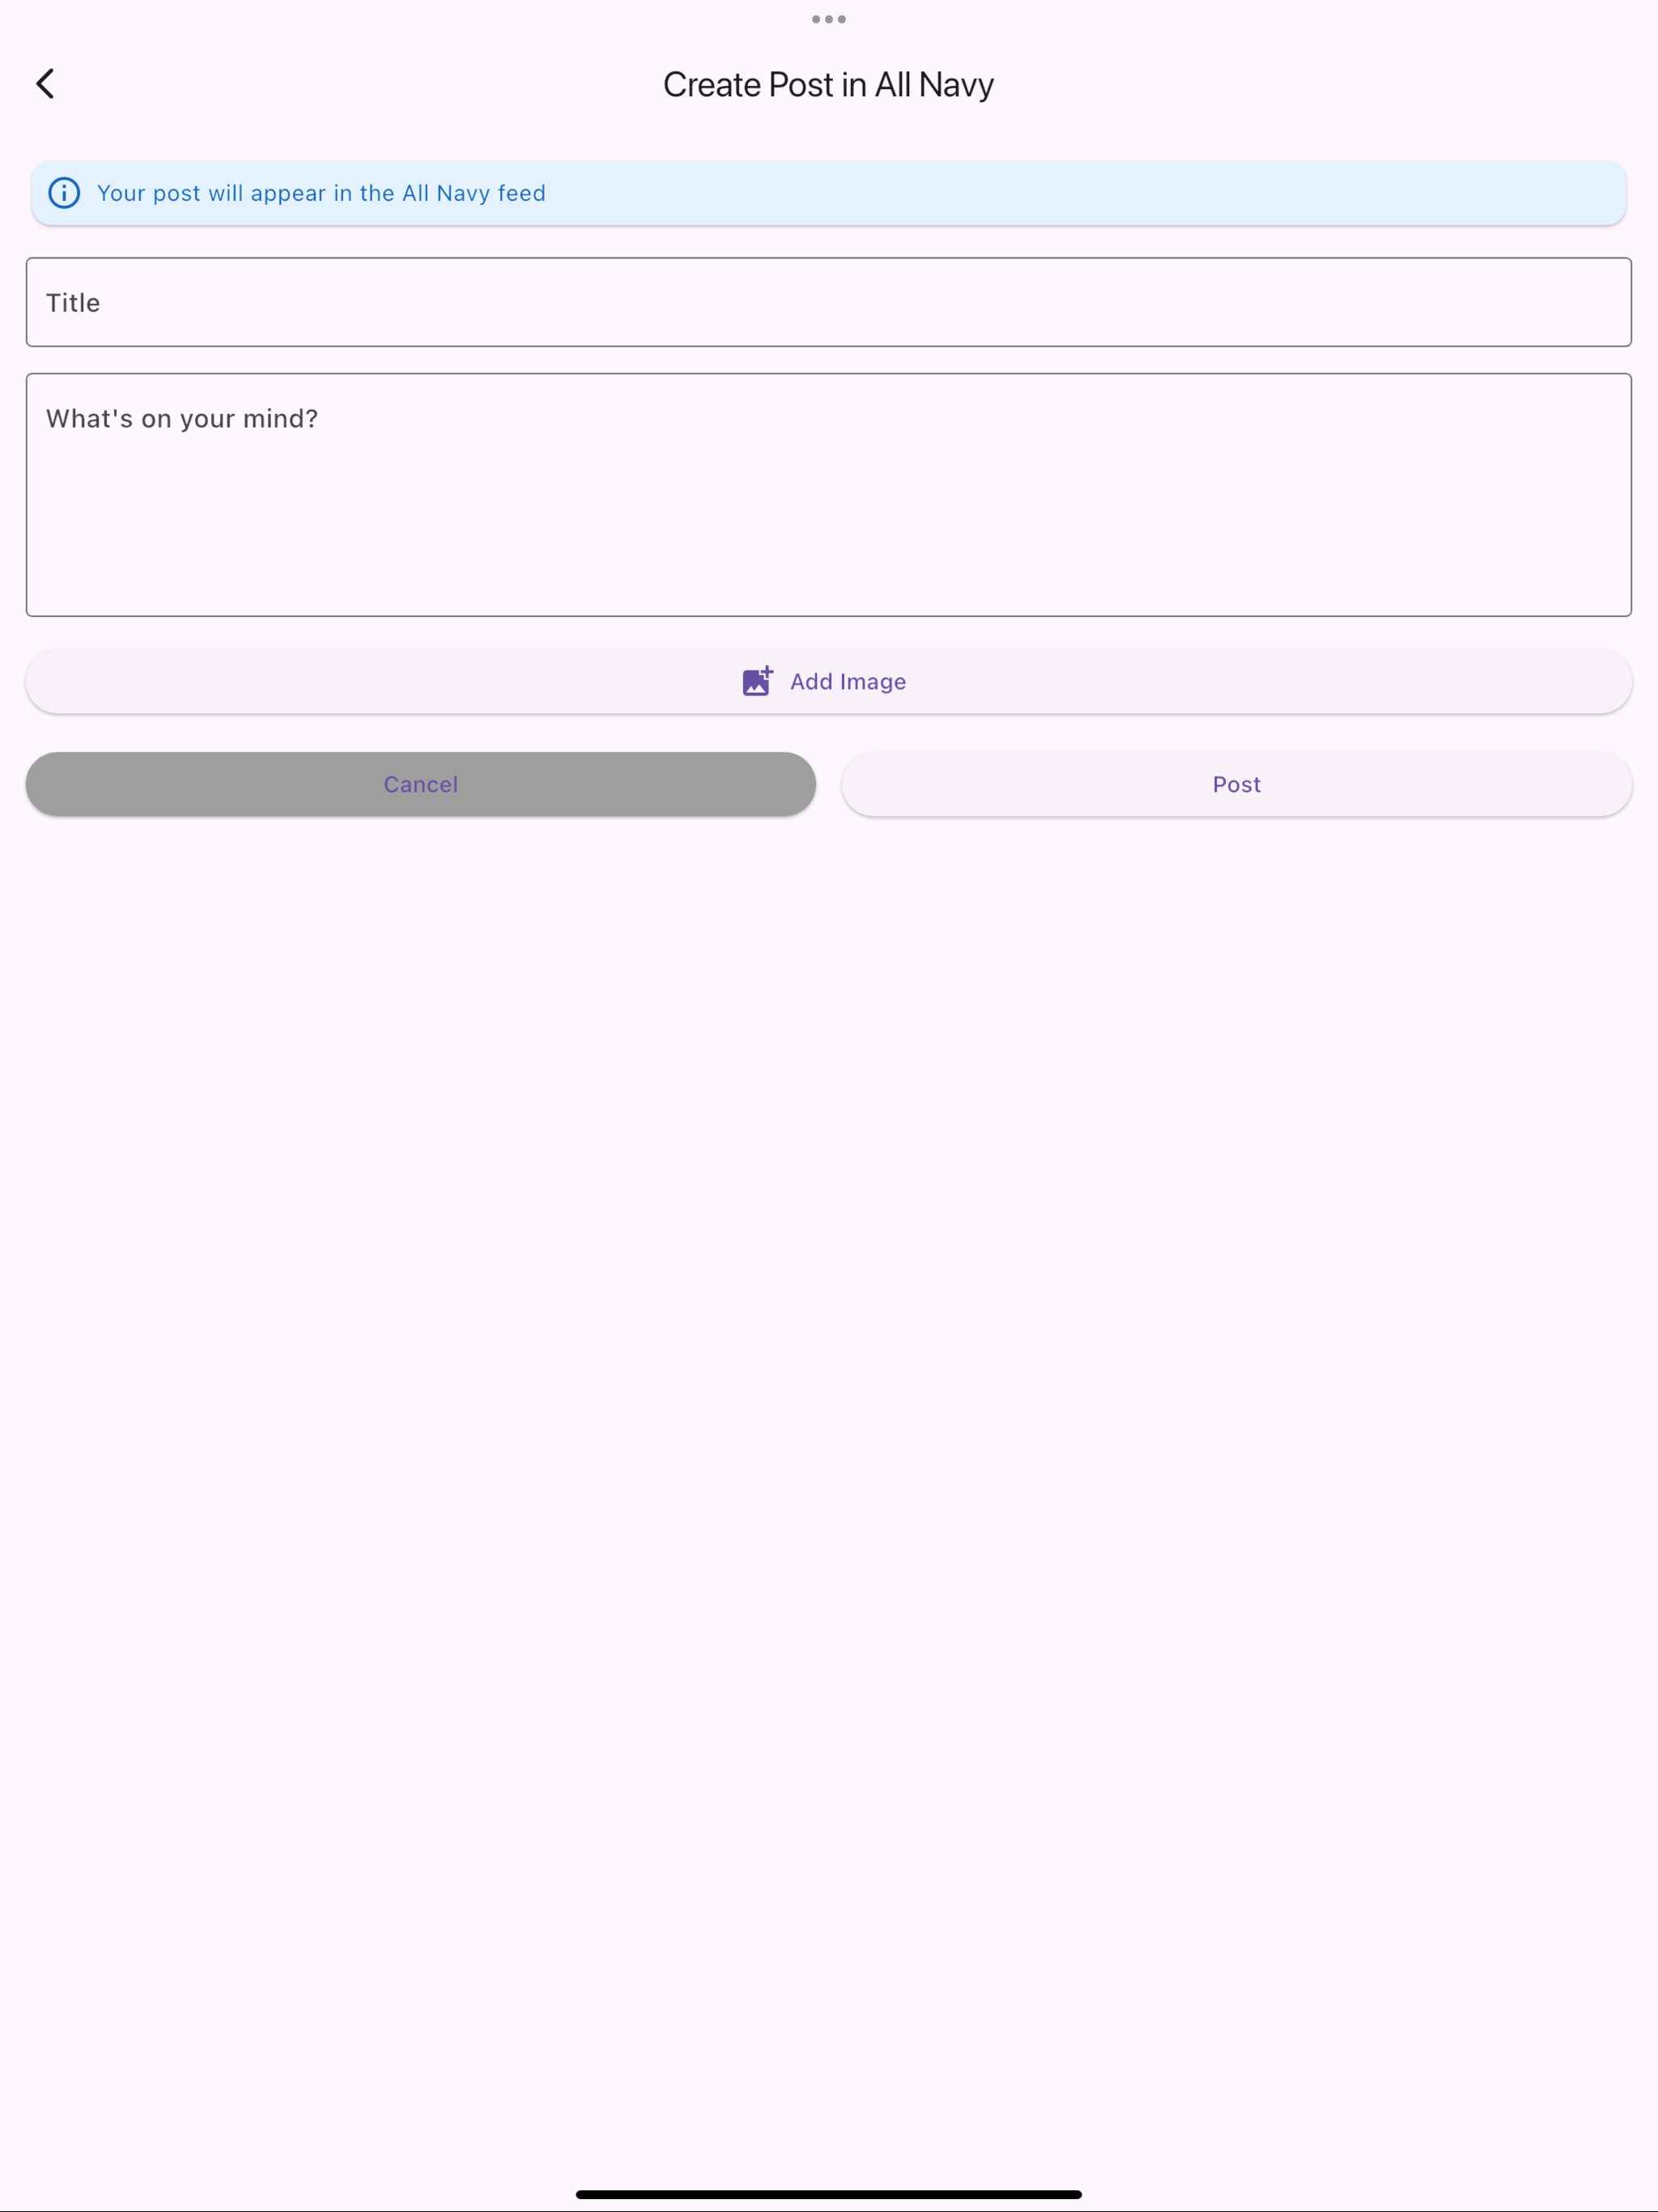 Create Post in All Navy
Your post will appear in the All Navy feed
Title
What's on your mind?
Add Image
Cancel
Post